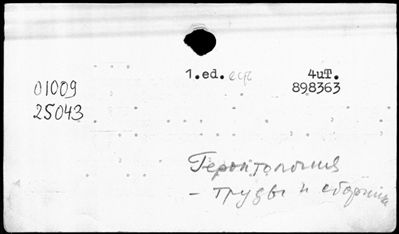 1.ed. 4uT.
01009 898363
25043
Геронтология
– труды и сборники